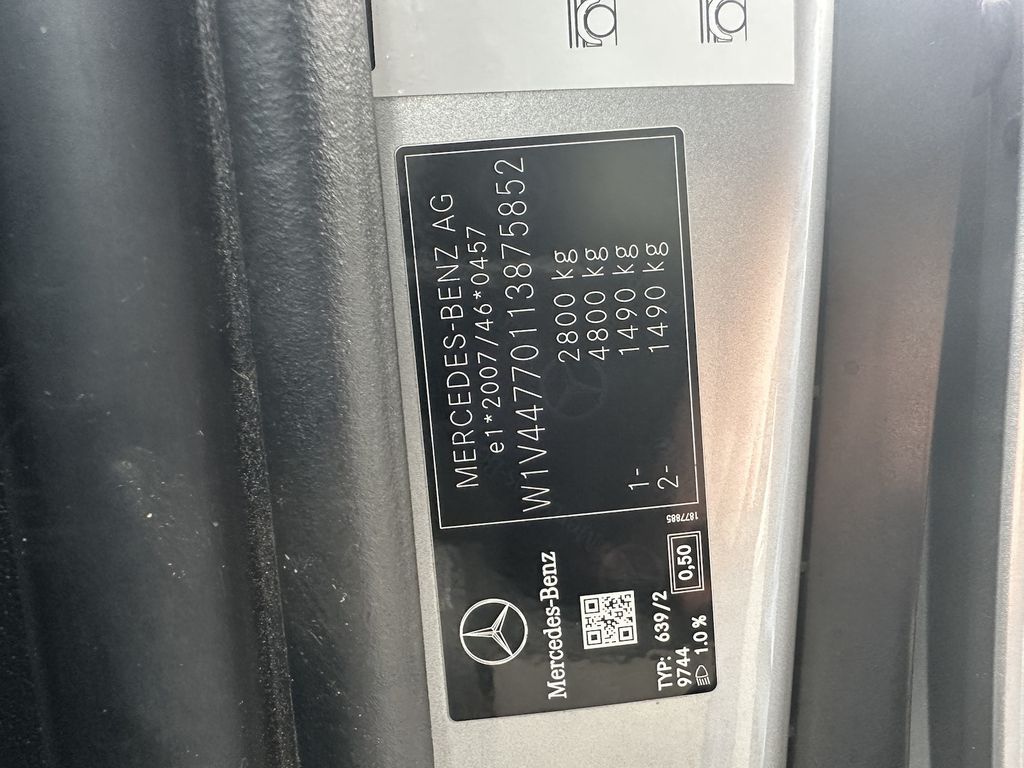 MERCEDES-BENZ AG
e1*2007/46*0457
W1V44770113875852
2800 kg
4800 kg
1- 1490 kg
2- 1490 kg
Mercedes-Benz
TYP: 639/2
9744
1.0%
0,50
1877885